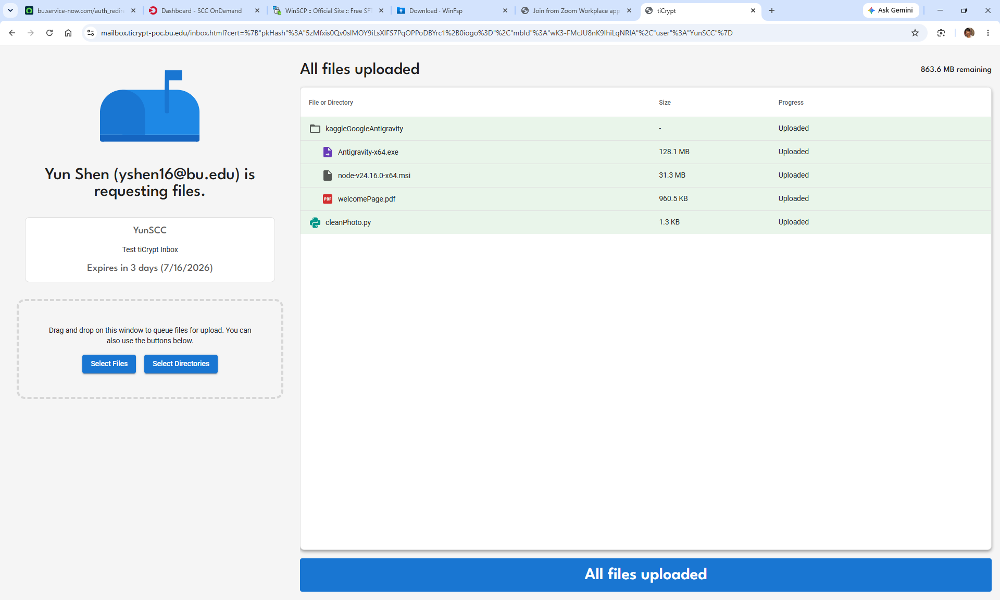 bu.service-now.com/auth_redire
Dashboard - SCC OnDemand
WinSCP :: Official Site :: Free SFT
Download · WinFsp
Join from Zoom Workplace app
tiCrypt
Ask Gemini
mailbox.ticrypt-poc.bu.edu/inbox.html?cert=%7B"pkHash"%3A"5zMfxis0Qv0slMOY9iLsXIFS7PqOPPoDBYrc1%2B0iogo%3D"%2C"mbId"%3A"wK3-FMcJU8nK9IhiLqNRIA"%2C"user"%3A"YunSCC"%7D
Yun Shen (yshen16@bu.edu) is
requesting files.
YunSCC
Test tiCrypt Inbox
Expires in 3 days (7/16/2026)
Drag and drop on this window to queue files for upload. You can
also use the buttons below.
Select Files
Select Directories
All files uploaded
863.6 MB remaining
File or Directory Size Progress
kaggleGoogleAntigravity - Uploaded
Antigravity-x64.exe 128.1 MB Uploaded
node-v24.16.0-x64.msi 31.3 MB Uploaded
PDF welcomePage.pdf 960.5 KB Uploaded
cleanPhoto.py 1.3 KB Uploaded
All files uploaded